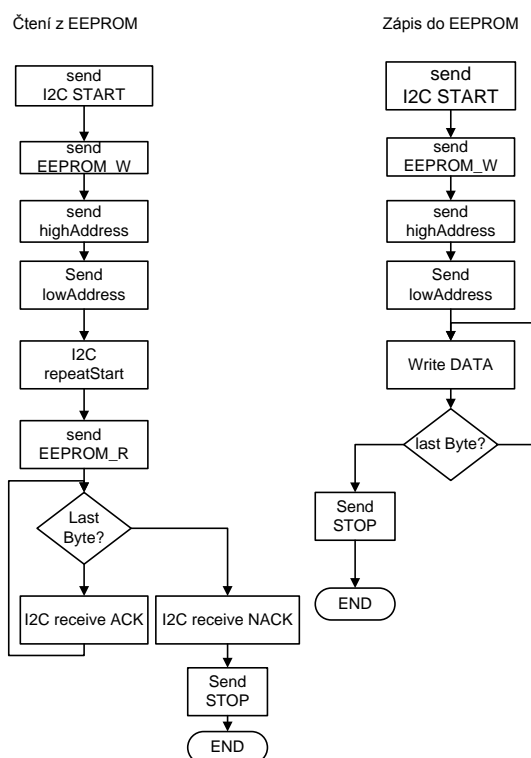 Čtení z EEPROM
send
I2C START
send
EEPROM_W
send
highAddress
Send
lowAddress
I2C
repeatStart
send
EEPROM_R
Last
Byte?
I2C receive ACK
I2C receive NACK
Send
STOP
END
Zápis do EEPROM
send
I2C START
send
EEPROM_W
send
highAddress
Send
lowAddress
Write DATA
last Byte?
Send
STOP
END